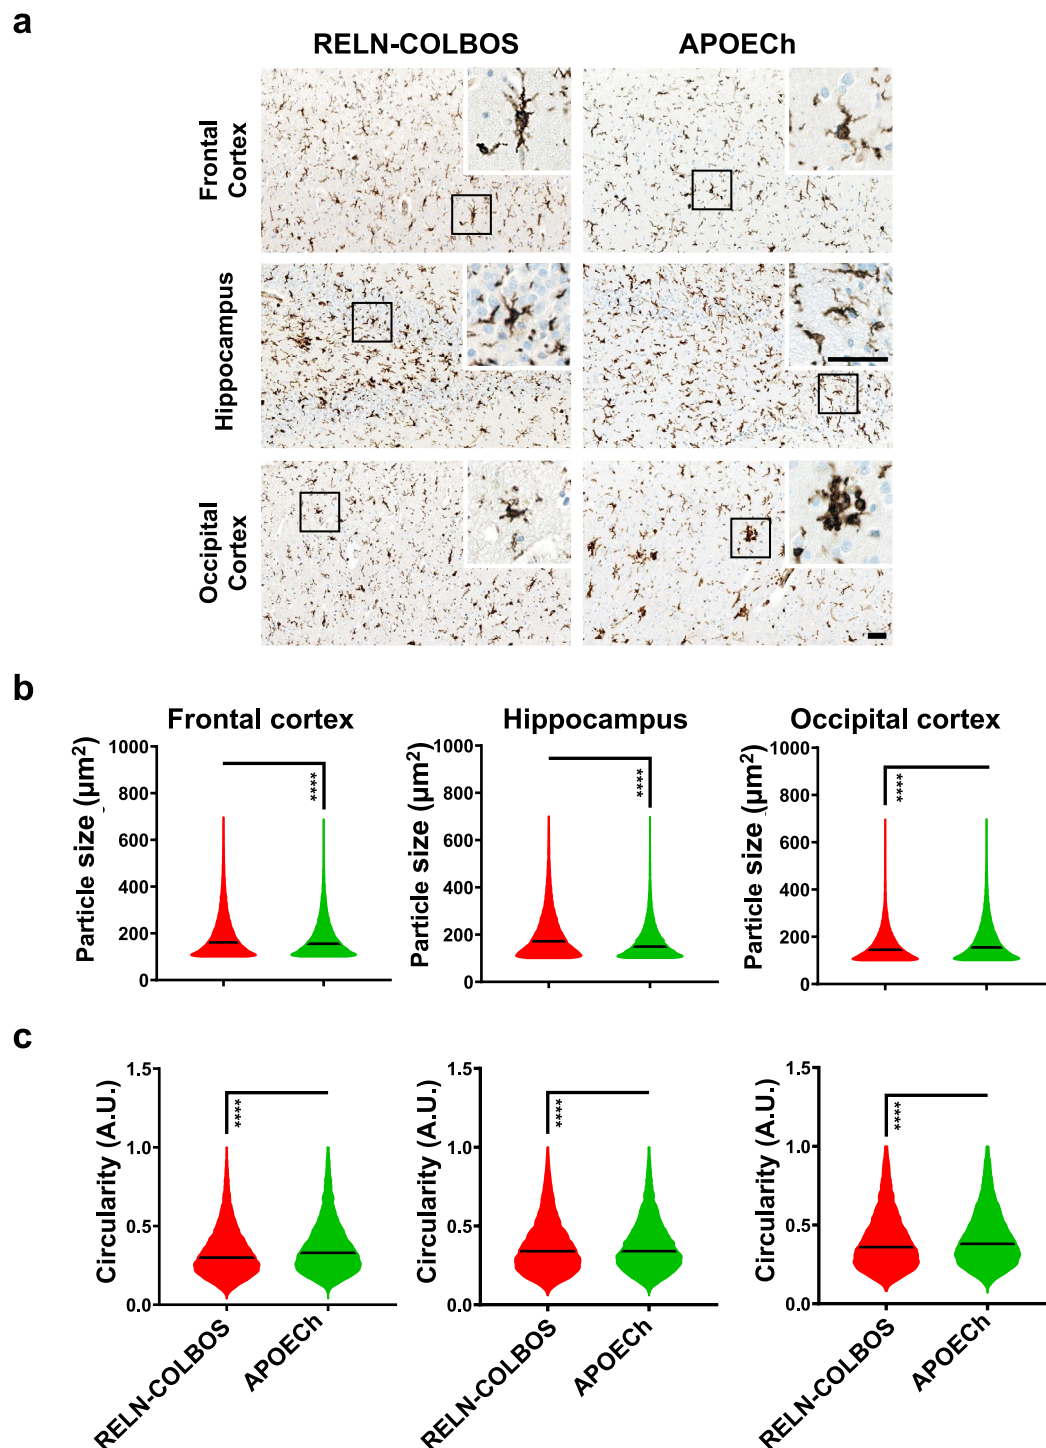 a
RELN-COLBOS
APOECh
Frontal
Cortex
Hippocampus
Occipital
Cortex
b
Frontal cortex
Hippocampus
Occipital cortex
Particle size (µm²)
1000
800
600
400
200
0
****
Particle size (µm²)
1000
800
600
400
200
0
****
Particle size (µm²)
1000
800
600
400
200
0
****
c
Circularity (A.U.)
1.5
1.0
0.5
0.0
****
RELN-COLBOS
APOECh
Circularity (A.U.)
1.5
1.0
0.5
0.0
****
RELN-COLBOS
APOECh
Circularity (A.U.)
1.5
1.0
0.5
0.0
****
RELN-COLBOS
APOECh